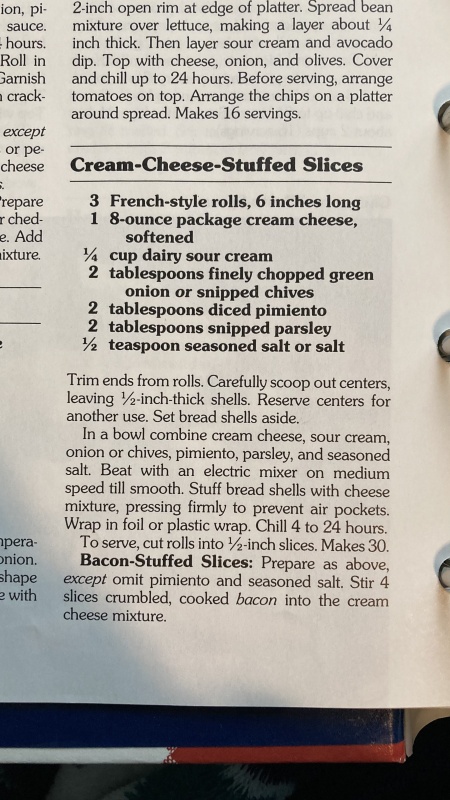 ion, pi-
sauce.
hours.
Roll in
Garnish
crack-
except
or pe-
cheese
s.
Prepare
r ched-
e. Add
ixture.
e
mpera-
onion.
shape
e with
2-inch open rim at edge of platter. Spread bean
mixture over lettuce, making a layer about ¼
inch thick. Then layer sour cream and avocado
dip. Top with cheese, onion, and olives. Cover
and chill up to 24 hours. Before serving, arrange
tomatoes on top. Arrange the chips on a platter
around spread. Makes 16 servings.
Cream-Cheese-Stuffed Slices
3 French-style rolls, 6 inches long
1 8-ounce package cream cheese,
softened
¼ cup dairy sour cream
2 tablespoons finely chopped green
onion or snipped chives
2 tablespoons diced pimiento
2 tablespoons snipped parsley
½ teaspoon seasoned salt or salt
Trim ends from rolls. Carefully scoop out centers,
leaving ½-inch-thick shells. Reserve centers for
another use. Set bread shells aside.
In a bowl combine cream cheese, sour cream,
onion or chives, pimiento, parsley, and seasoned
salt. Beat with an electric mixer on medium
speed till smooth. Stuff bread shells with cheese
mixture, pressing firmly to prevent air pockets.
Wrap in foil or plastic wrap. Chill 4 to 24 hours.
To serve, cut rolls into ½-inch slices. Makes 30.
Bacon-Stuffed Slices: Prepare as above,
except omit pimiento and seasoned salt. Stir 4
slices crumbled, cooked bacon into the cream
cheese mixture.